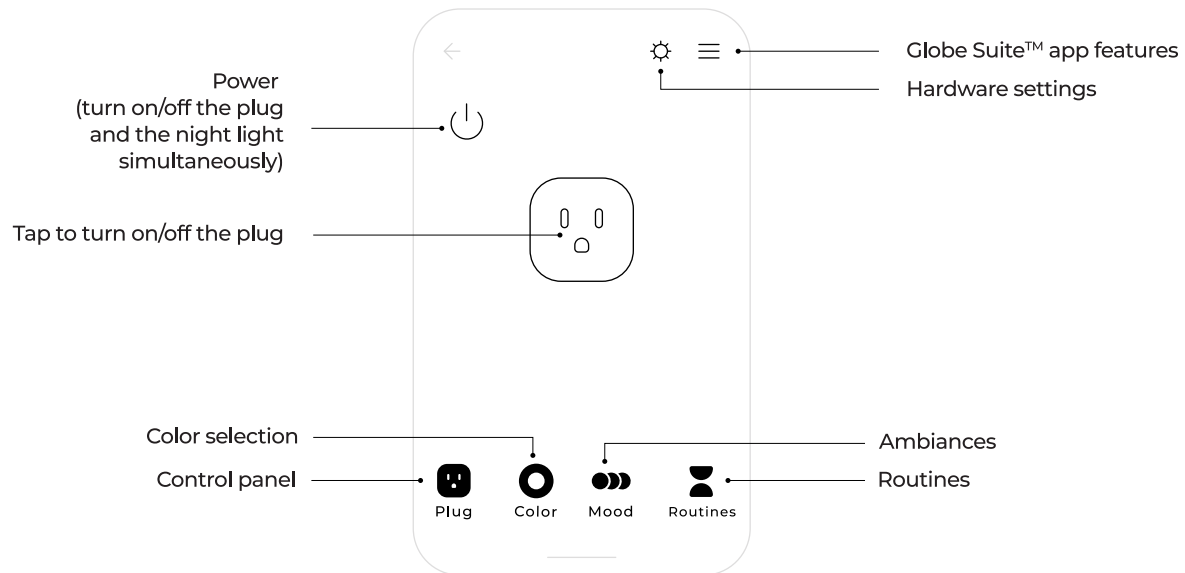 Globe Suite™ app features
Hardware settings
Power
(turn on/off the plug
and the night light
simultaneously)
Tap to turn on/off the plug
Color selection
Control panel
Ambiances
Routines
Plug
Color
Mood
Routines